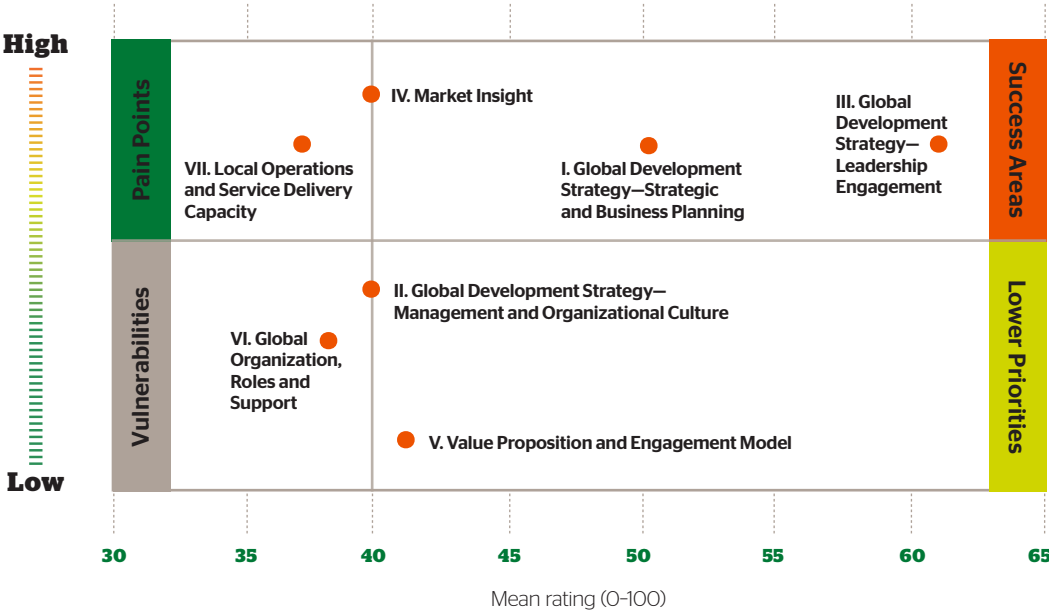 High
Pain Points
IV. Market Insight
VII. Local Operations
and Service Delivery
Capacity
I. Global Development
Strategy—Strategic
and Business Planning
III. Global
Development
Strategy—
Leadership
Engagement
Success Areas
Vulnerabilities
II. Global Development Strategy—
Management and Organizational Culture
VI. Global
Organization,
Roles and
Support
V. Value Proposition and Engagement Model
Lower Priorities
Low
30 35 40 45 50 55 60 65
Mean rating (0-100)